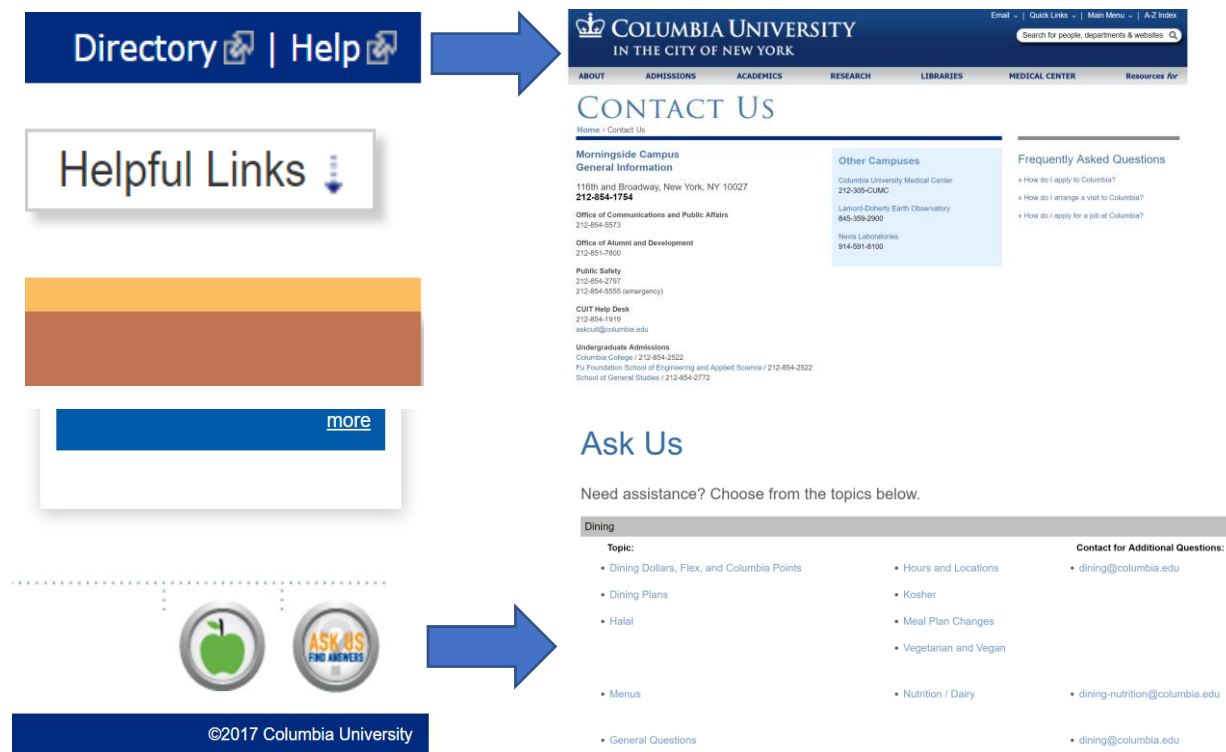 Directory | Help
Helpful Links
more
ASK US
FIND ANSWERS
©2017 Columbia University
Email | Quick Links | Main Menu | A-Z Index
COLUMBIA UNIVERSITY
IN THE CITY OF NEW YORK
Search for people, departments & websites
ABOUT ADMISSIONS ACADEMICS RESEARCH LIBRARIES MEDICAL CENTER Resources for
CONTACT US
Home › Contact Us
Morningside Campus
General Information
116th and Broadway, New York, NY 10027
212-854-1754
Office of Communications and Public Affairs
212-854-5573
Office of Alumni and Development
212-851-7800
Public Safety
212-854-2797
212-854-5555 (emergency)
CUIT Help Desk
212-854-1919
askcuit@columbia.edu
Undergraduate Admissions
Columbia College / 212-854-2522
Fu Foundation School of Engineering and Applied Science / 212-854-2522
School of General Studies / 212-854-2772
Other Campuses
Columbia University Medical Center
212-305-CUMC
Lamont-Doherty Earth Observatory
845-359-2900
Nevis Laboratories
914-591-8100
Frequently Asked Questions
» How do I apply to Columbia?
» How do I arrange a visit to Columbia?
» How do I apply for a job at Columbia?
Ask Us
Need assistance? Choose from the topics below.
Dining
Topic: Contact for Additional Questions:
• Dining Dollars, Flex, and Columbia Points • Hours and Locations • dining@columbia.edu
• Dining Plans • Kosher
• Halal • Meal Plan Changes
• Vegetarian and Vegan
• Menus • Nutrition / Dairy • dining-nutrition@columbia.edu
• General Questions • dining@columbia.edu